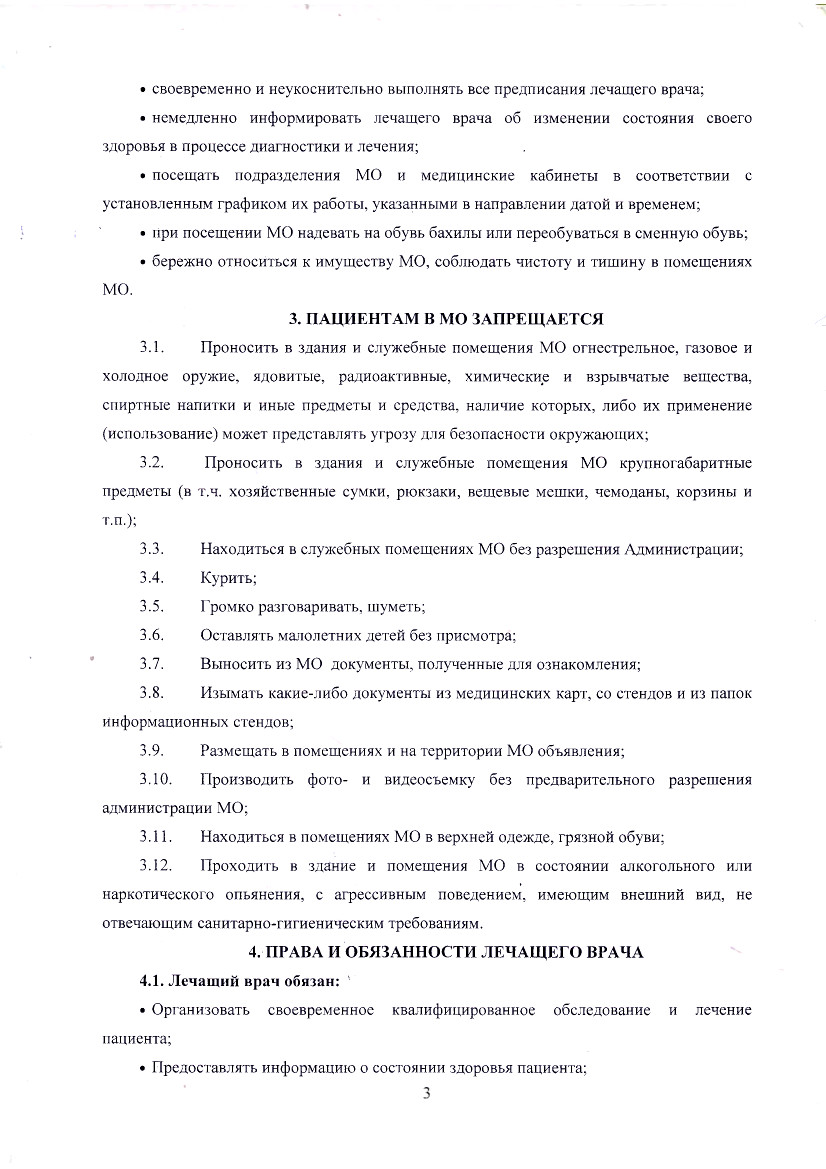 • своевременно и неукоснительно выполнять все предписания лечащего врача;
• немедленно информировать лечащего врача об изменении состояния своего
здоровья в процессе диагностики и лечения;
• посещать подразделения МО и медицинские кабинеты в соответствии с
установленным графиком их работы, указанными в направлении датой и временем;
• при посещении МО надевать на обувь бахилы или переобуваться в сменную обувь;
• бережно относиться к имуществу МО, соблюдать чистоту и тишину в помещениях
МО.
3. ПАЦИЕНТАМ В МО ЗАПРЕЩАЕТСЯ
3.1. Проносить в здания и служебные помещения МО огнестрельное, газовое и
холодное оружие, ядовитые, радиоактивные, химические и взрывчатые вещества,
спиртные напитки и иные предметы и средства, наличие которых, либо их применение
(использование) может представлять угрозу для безопасности окружающих;
3.2. Проносить в здания и служебные помещения МО крупногабаритные
предметы (в т.ч. хозяйственные сумки, рюкзаки, вещевые мешки, чемоданы, корзины и
т.п.);
3.3. Находиться в служебных помещениях МО без разрешения Администрации;
3.4. Курить;
3.5. Громко разговаривать, шуметь;
3.6. Оставлять малолетних детей без присмотра;
3.7. Выносить из МО документы, полученные для ознакомления;
3.8. Изымать какие-либо документы из медицинских карт, со стендов и из папок
информационных стендов;
3.9. Размещать в помещениях и на территории МО объявления;
3.10. Производить фото- и видеосъемку без предварительного разрешения
администрации МО;
3.11. Находиться в помещениях МО в верхней одежде, грязной обуви;
3.12. Проходить в здание и помещения МО в состоянии алкогольного или
наркотического опьянения, с агрессивным поведением, имеющим внешний вид, не
отвечающим санитарно-гигиеническим требованиям.
4. ПРАВА И ОБЯЗАННОСТИ ЛЕЧАЩЕГО ВРАЧА
4.1. Лечащий врач обязан:
• Организовать своевременное квалифицированное обследование и лечение
пациента;
• Предоставлять информацию о состоянии здоровья пациента;
3